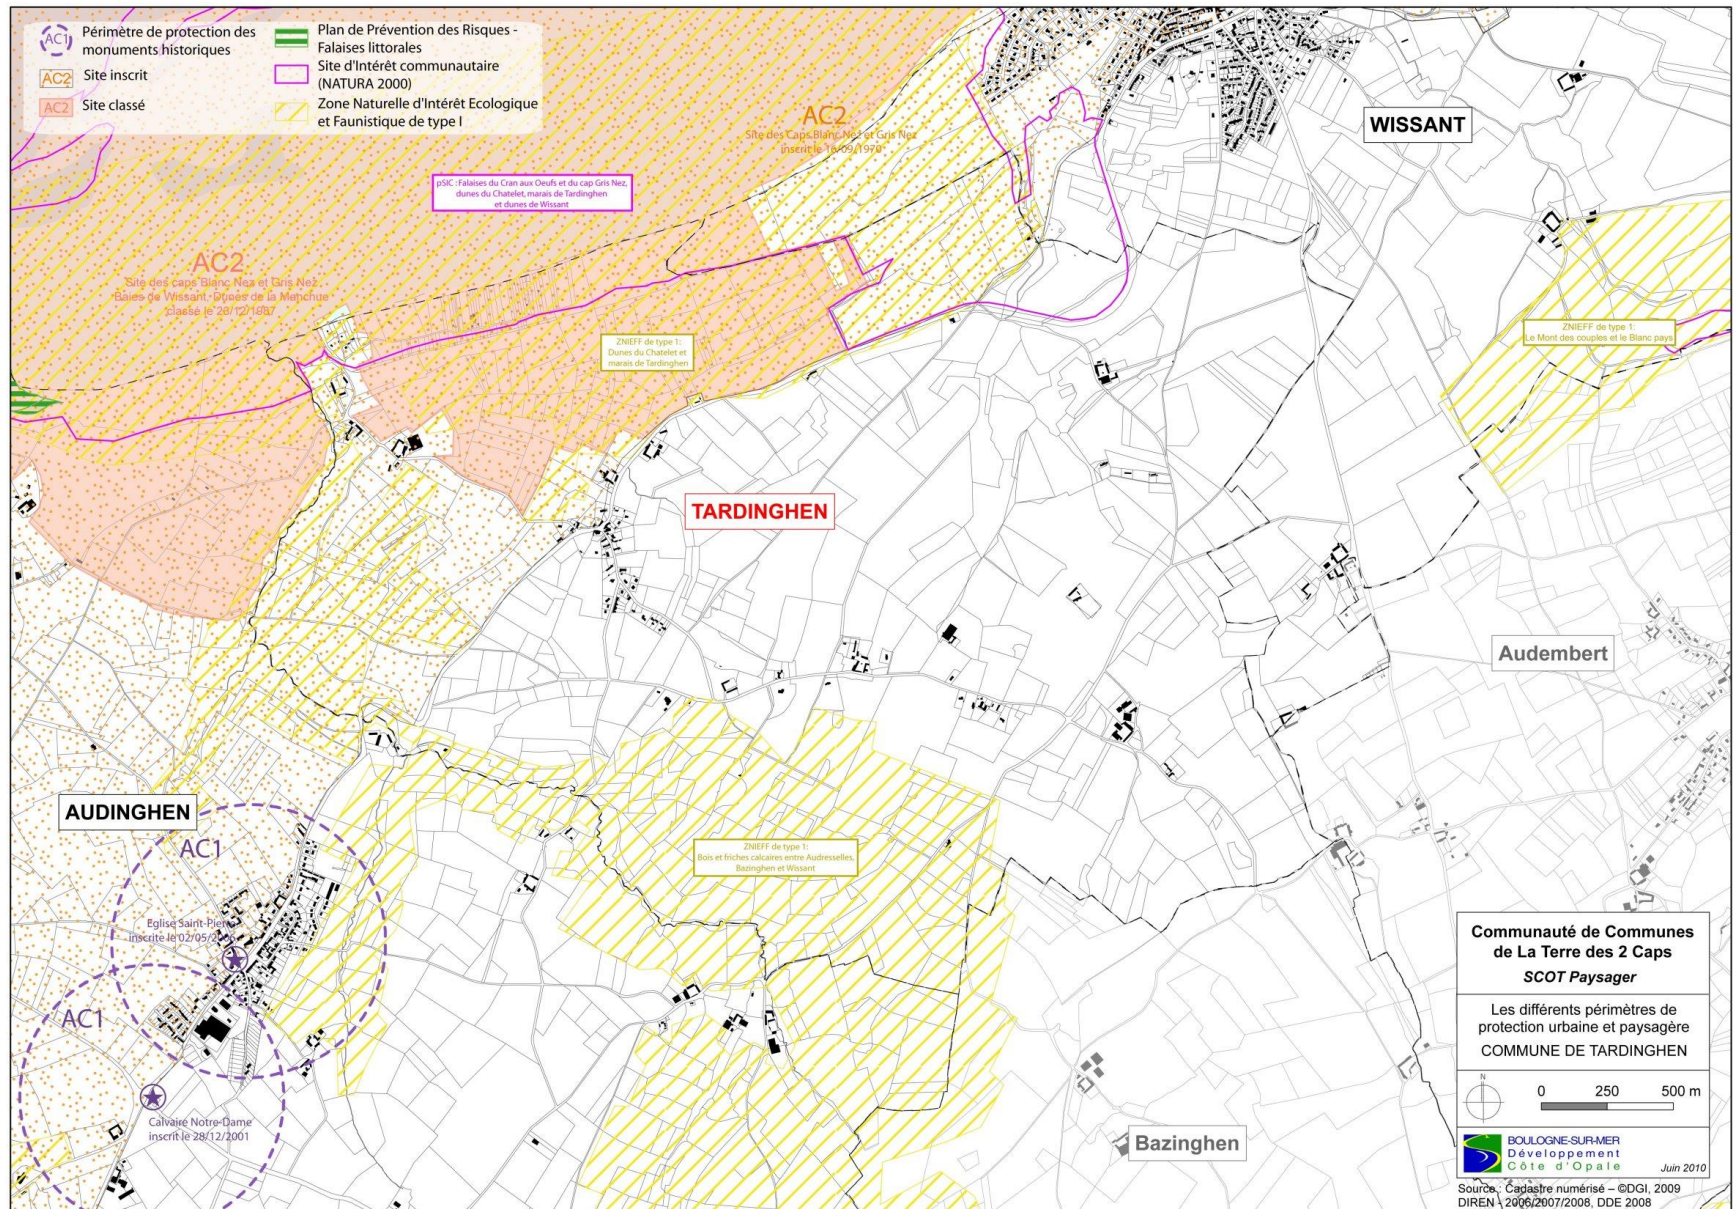 AC1
Périmètre de protection des
monuments historiques
AC2
Site inscrit
AC2
Site classé
Plan de Prévention des Risques -
Falaises littorales
Site d'Intérêt communautaire
(NATURA 2000)
Zone Naturelle d'Intérêt Ecologique
et Faunistique de type I
AC2
Site des Caps Blanc Nez et Gris Nez
inscrit le 16/09/1970
WISSANT
pSIC : Falaises du Cran aux Oeufs et du cap Gris Nez,
dunes du Chatelet, marais de Tardinghen
et dunes de Wissant
AC2
Site des caps Blanc Nez et Gris Nez
Baies de Wissant, Dunes de la Manchue
classé le
ZNIEFF de type 1:
Dunes du Chatelet et
marais de Tardinghen
ZNIEFF de type 1:
Le Mont des couples et le Blanc pays
TARDINGHEN
Audembert
AUDINGHEN
AC1
ZNIEFF de type 1:
Bois et friches calcaires entre Audresselles,
Bazinghen et Wissant
Eglise Saint-Pierre
inscrite le
AC1
Calvaire Notre-Dame
inscrit le 28/12/2001
Bazinghen
Communauté de Communes
de La Terre des 2 Caps
SCOT Paysager
Les différents périmètres de
protection urbaine et paysagère
COMMUNE DE TARDINGHEN
N
0 250 500 m
BOULOGNE-SUR-MER
Développement
Côte d'Opale
Juin 2010
Source : Cadastre numérisé – ©DGI, 2009
DIREN - 2006/2007/2008, DDE 2008